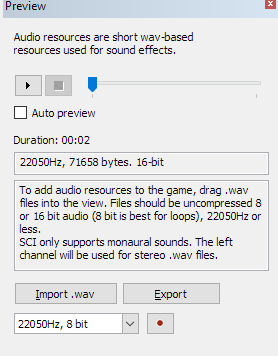 Preview
Audio resources are short wav-based
resources used for sound effects.
Auto preview
Duration: 00:02
22050Hz, 71658 bytes. 16-bit
To add audio resources to the game, drag .wav
files into the view. Files should be uncompressed 8
or 16 bit audio (8 bit is best for loops), 22050Hz or
less.
SCI only supports monaural sounds. The left
channel will be used for stereo .wav files.
Import .wav Export
22050Hz, 8 bit